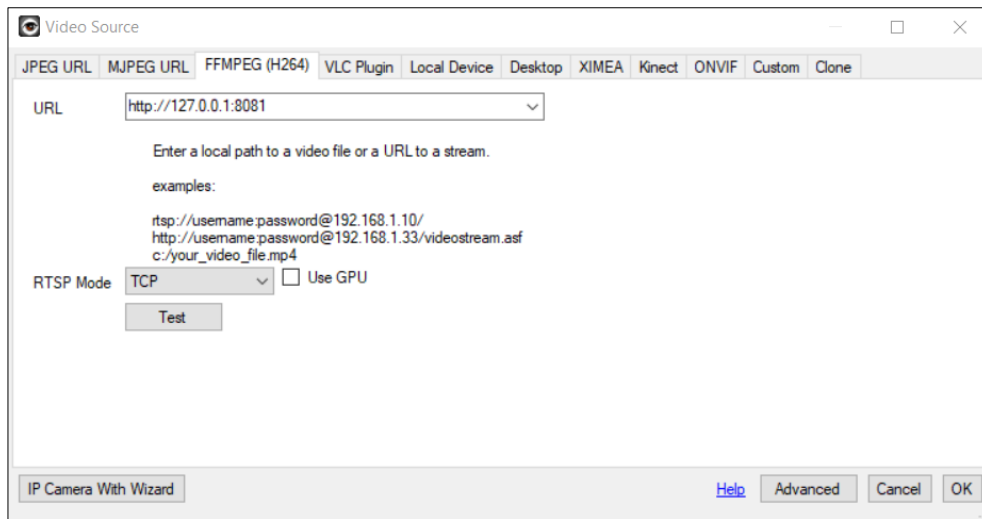 Video Source
JPEG URL MJPEG URL FFMPEG (H264) VLC Plugin Local Device Desktop XIMEA Kinect ONVIF Custom Clone
URL http://127.0.0.1:8081
Enter a local path to a video file or a URL to a stream.
examples:
rtsp://username:password@192.168.1.10/
http://username:password@192.168.1.33/videostream.asf
c:/your_video_file.mp4
RTSP Mode TCP Use GPU
Test
IP Camera With Wizard Help Advanced Cancel OK